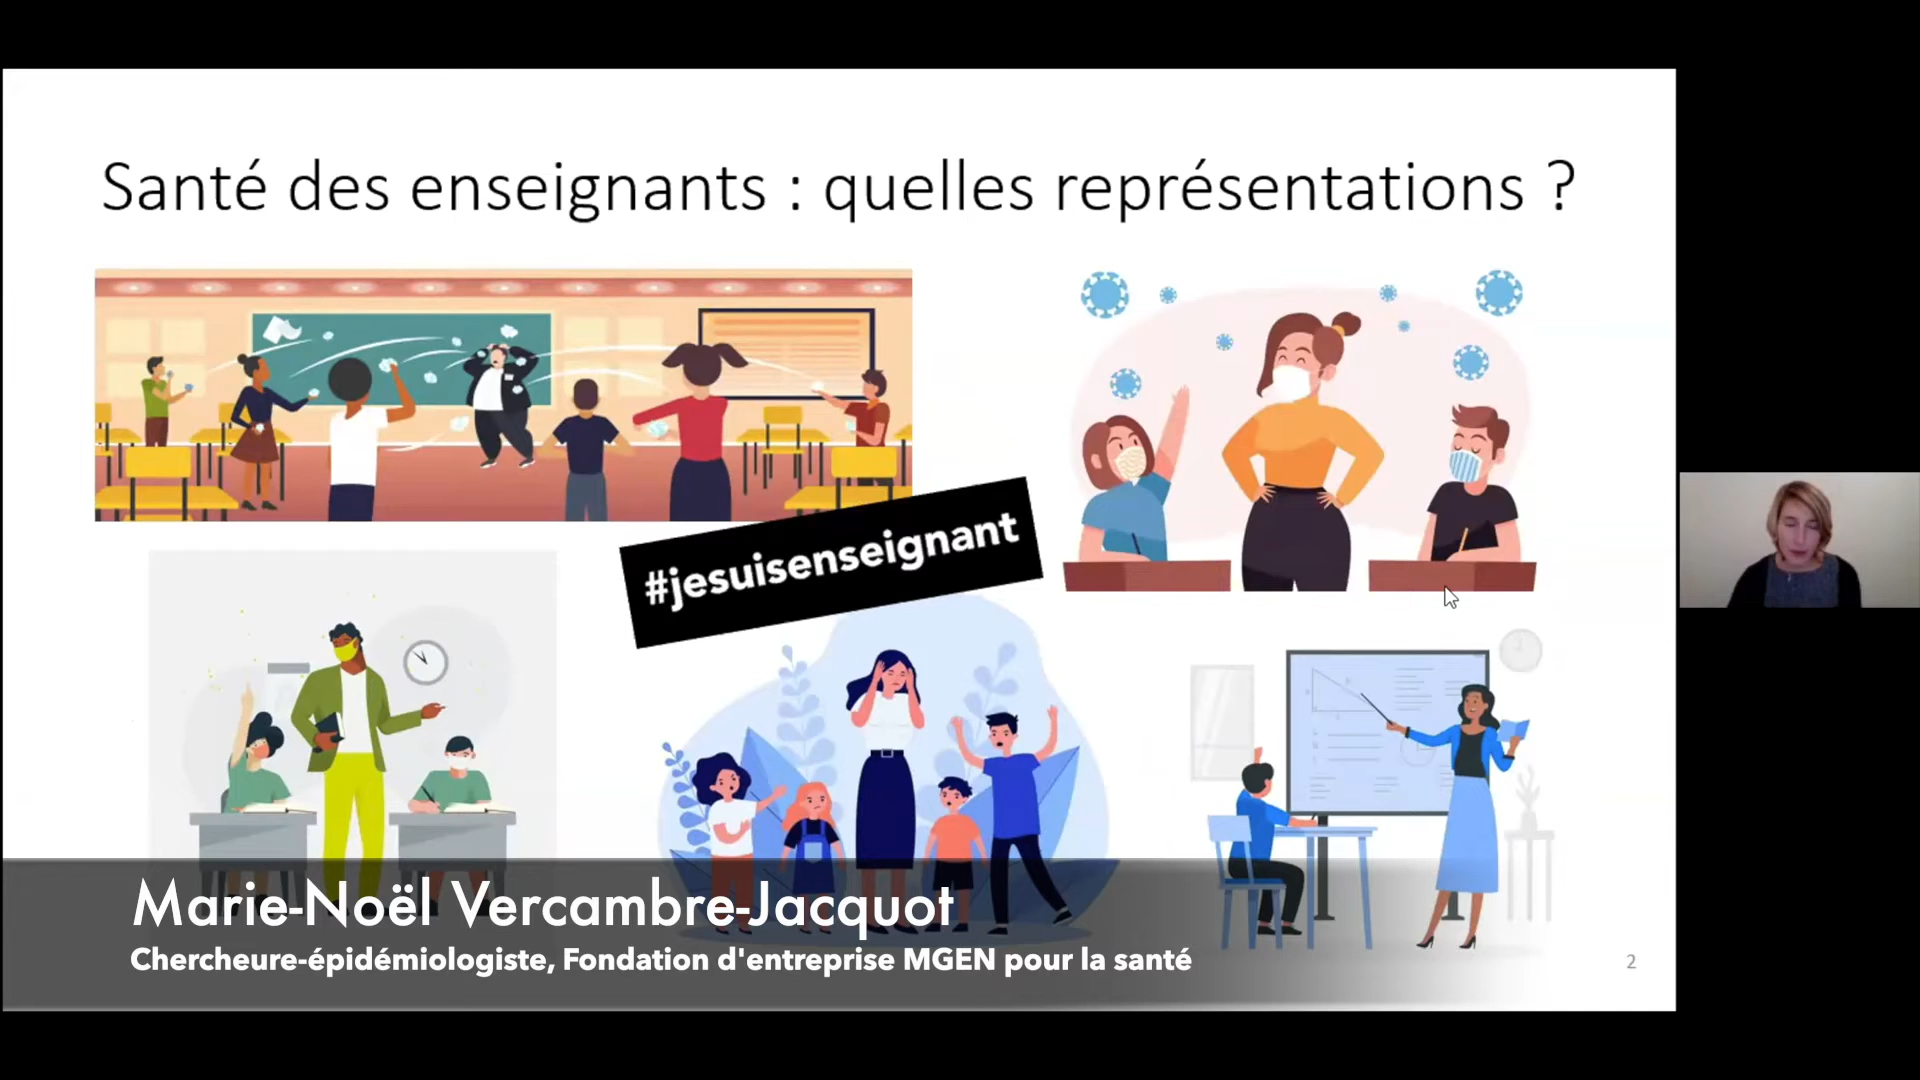 Santé des enseignants : quelles représentations ?
#jesuisenseignant
Marie-Noël Vercambre-Jacquot
Chercheure-épidémiologiste, Fondation d'entreprise MGEN pour la santé
2